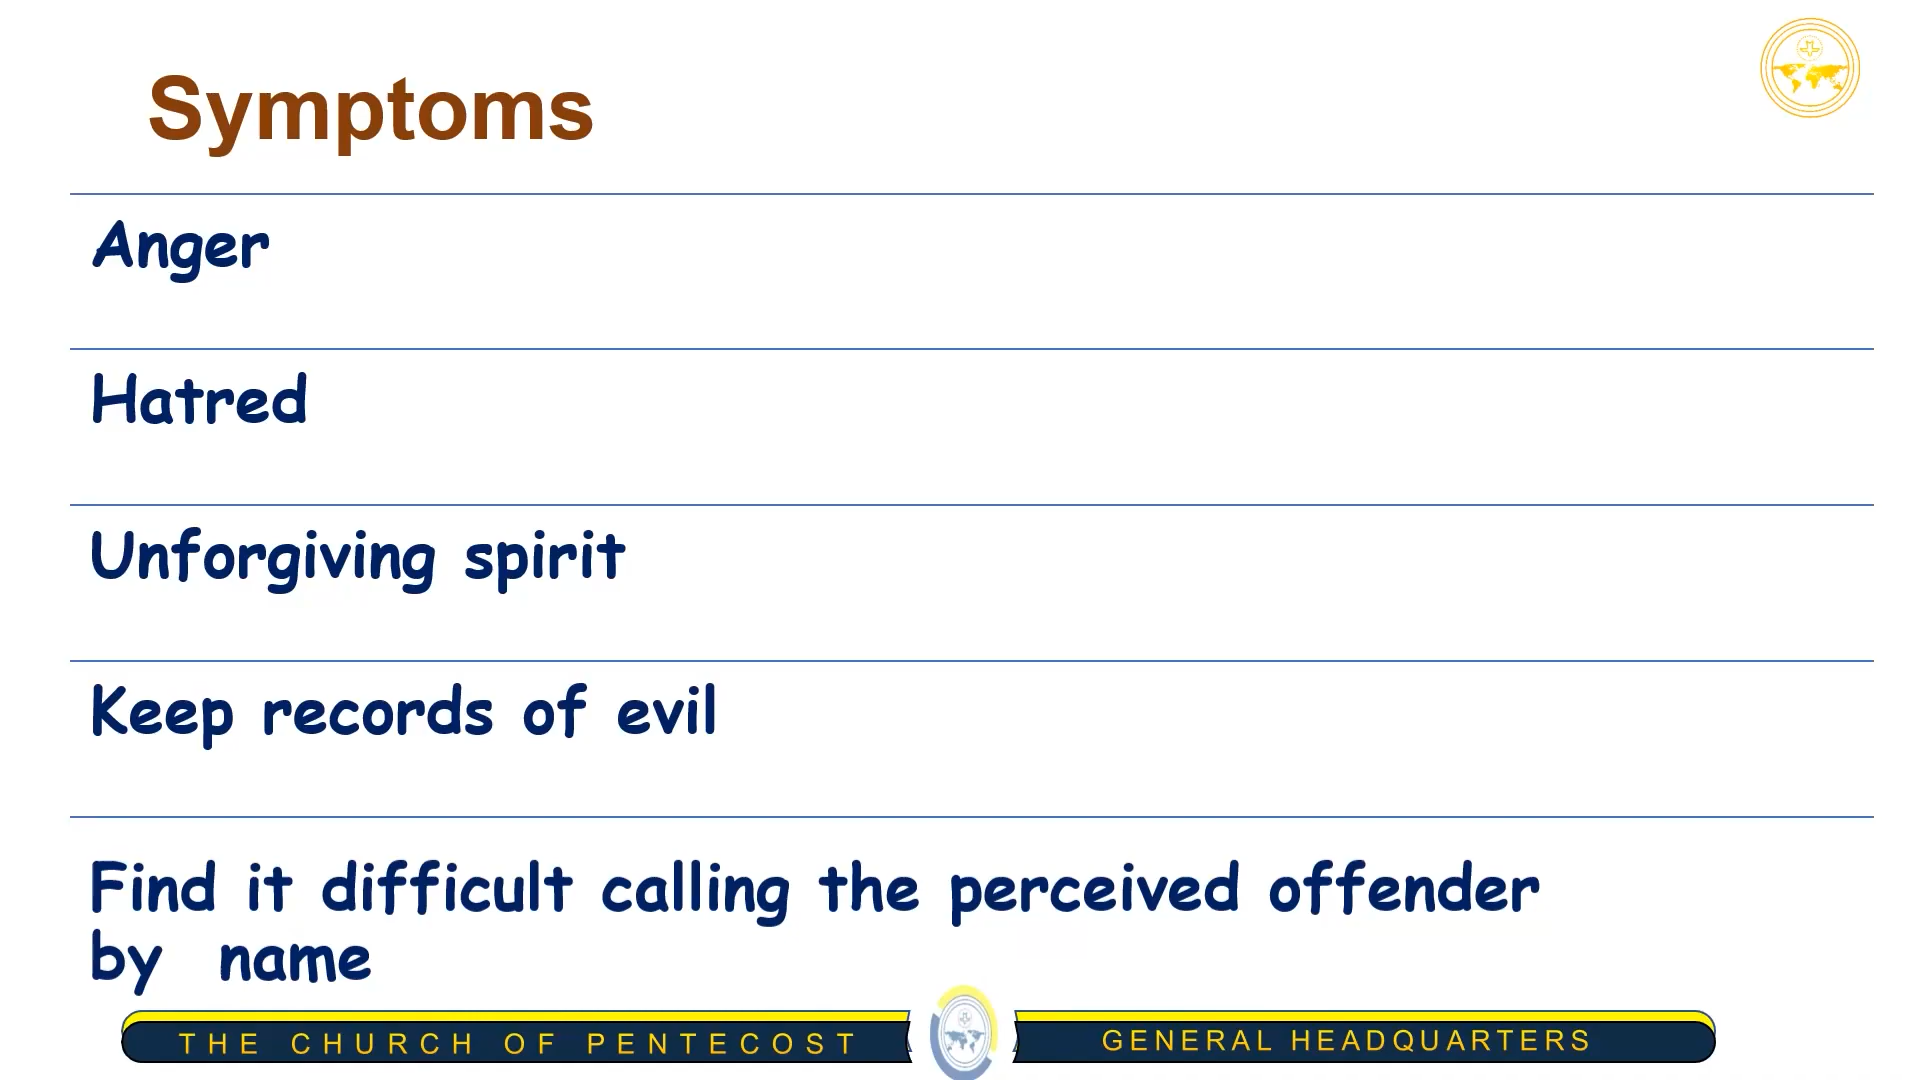 Symptoms
Anger
Hatred
Unforgiving spirit
Keep records of evil
Find it difficult calling the perceived offender
by name
THE CHURCH OF PENTECOST
GENERAL HEADQUARTERS